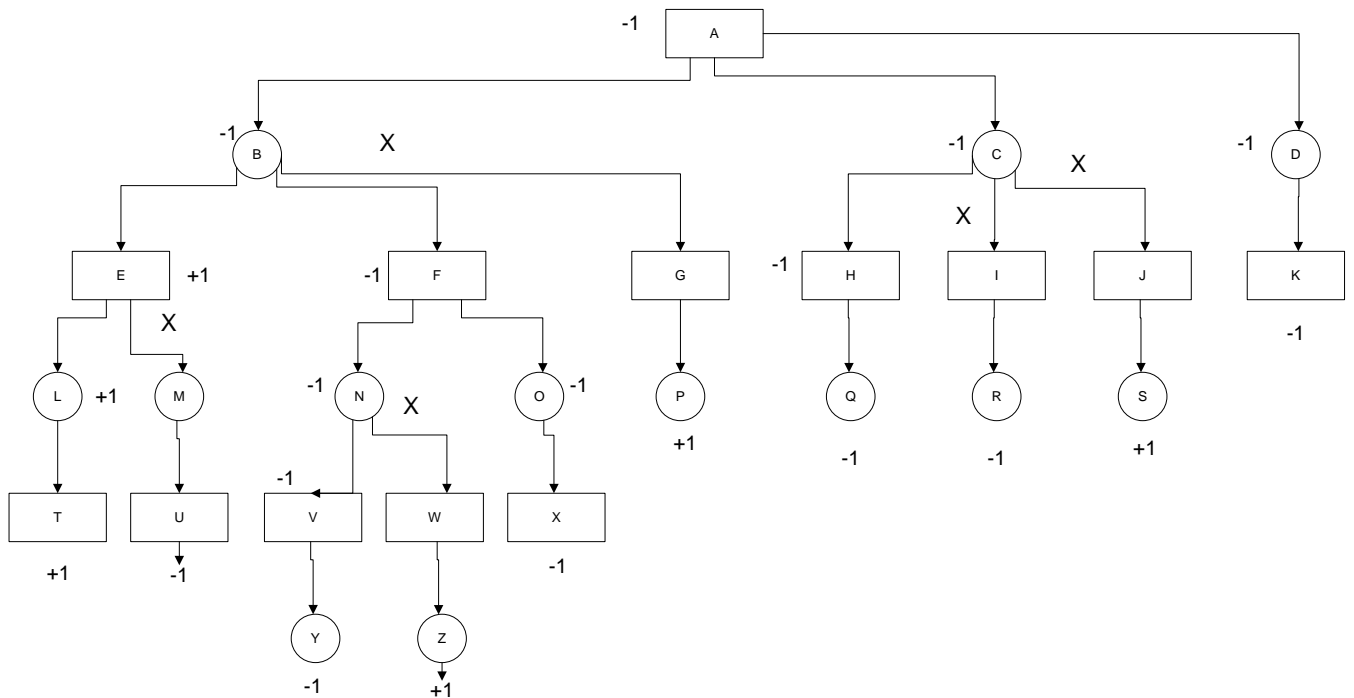 -1 A
-1 B X -1 C X -1 D
X
E +1 -1 F G -1 H I J K
X -1
L +1 M -1 N X O -1 P Q R S
+1 -1 -1 +1
-1
T U V W X
+1 -1 -1
Y Z
-1 +1